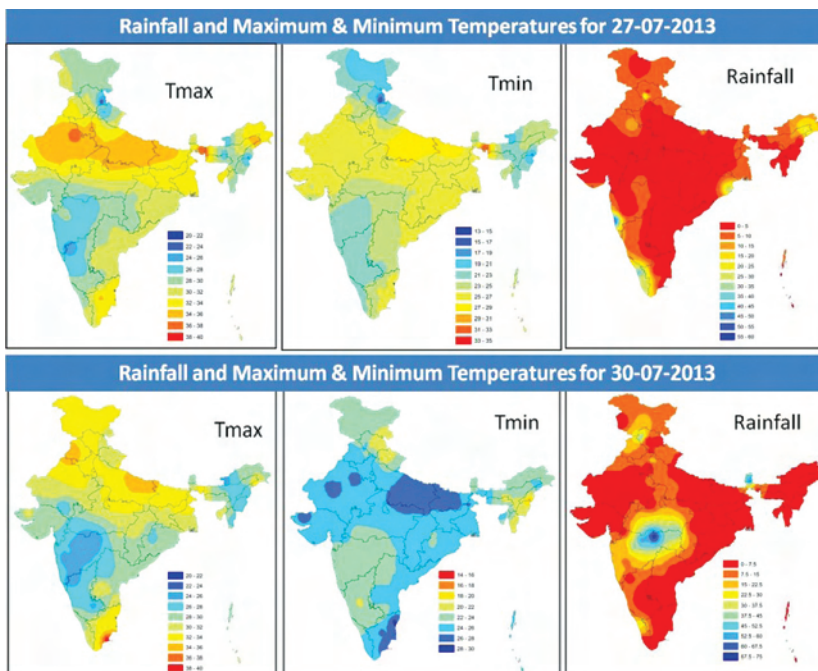 Rainfall and Maximum & Minimum Temperatures for 27-07-2013
Tmax
20 - 22
22 - 24
24 - 26
26 - 28
28 - 30
30 - 32
32 - 34
34 - 36
36 - 38
38 - 40
Tmin
13 - 15
15 - 17
17 - 19
19 - 21
21 - 23
23 - 25
25 - 27
27 - 29
31 - 33
33 - 35
Rainfall
0 - 5
5 - 10
10 - 15
15 - 20
20 - 25
25 - 30
30 - 35
35 - 40
40 - 45
45 - 50
50 - 55
55 - 60
Rainfall and Maximum & Minimum Temperatures for 30-07-2013
Tmax
20 - 22
22 - 24
24 - 26
26 - 28
28 - 30
30 - 32
32 - 34
34 - 36
36 - 38
38 - 40
Tmin
14 - 16
16 - 18
18 - 20
20 - 22
22 - 24
24 - 26
26 - 28
28 - 30
Rainfall
0 - 7.5
7.5 - 15
15 - 22.5
22.5 - 30
30 - 37.5
37.5 - 45
45 - 52.5
52.5 - 60
60 - 67.5
67.5 - 75